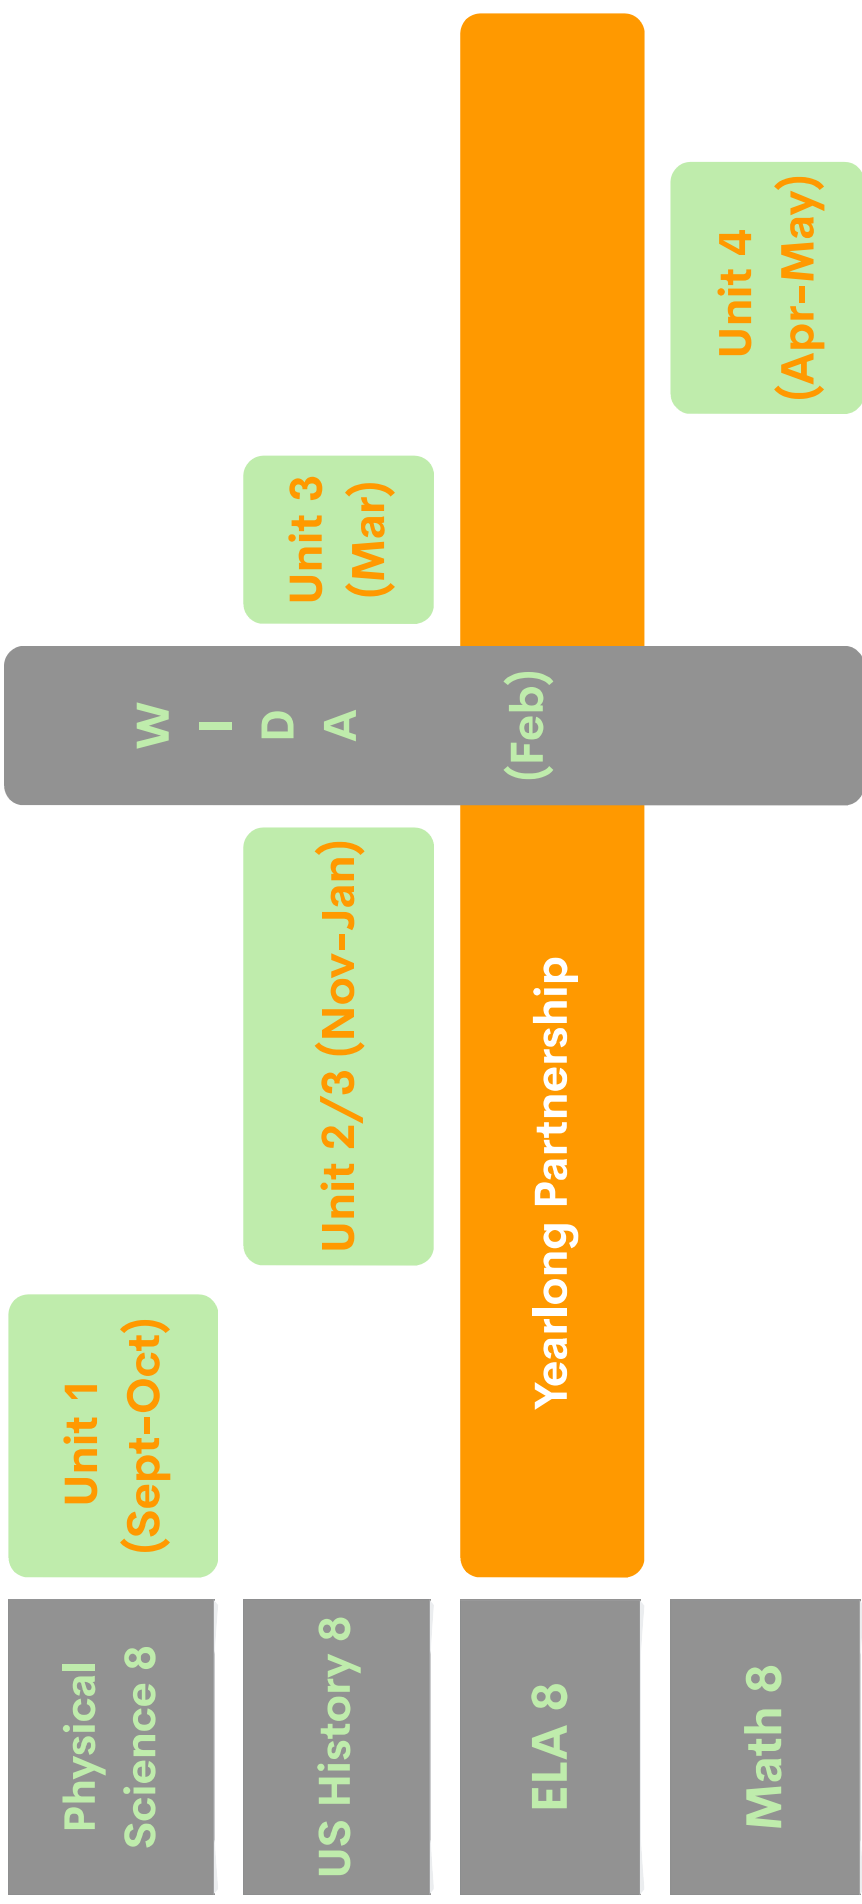 Physical
Science 8
Unit 1
(Sept-Oct)
US History 8
Unit 2/3 (Nov-Jan)
Unit 3
(Mar)
ELA 8
Yearlong Partnership
Math 8
Unit 4
(Apr-May)
W
I
D
A
(Feb)